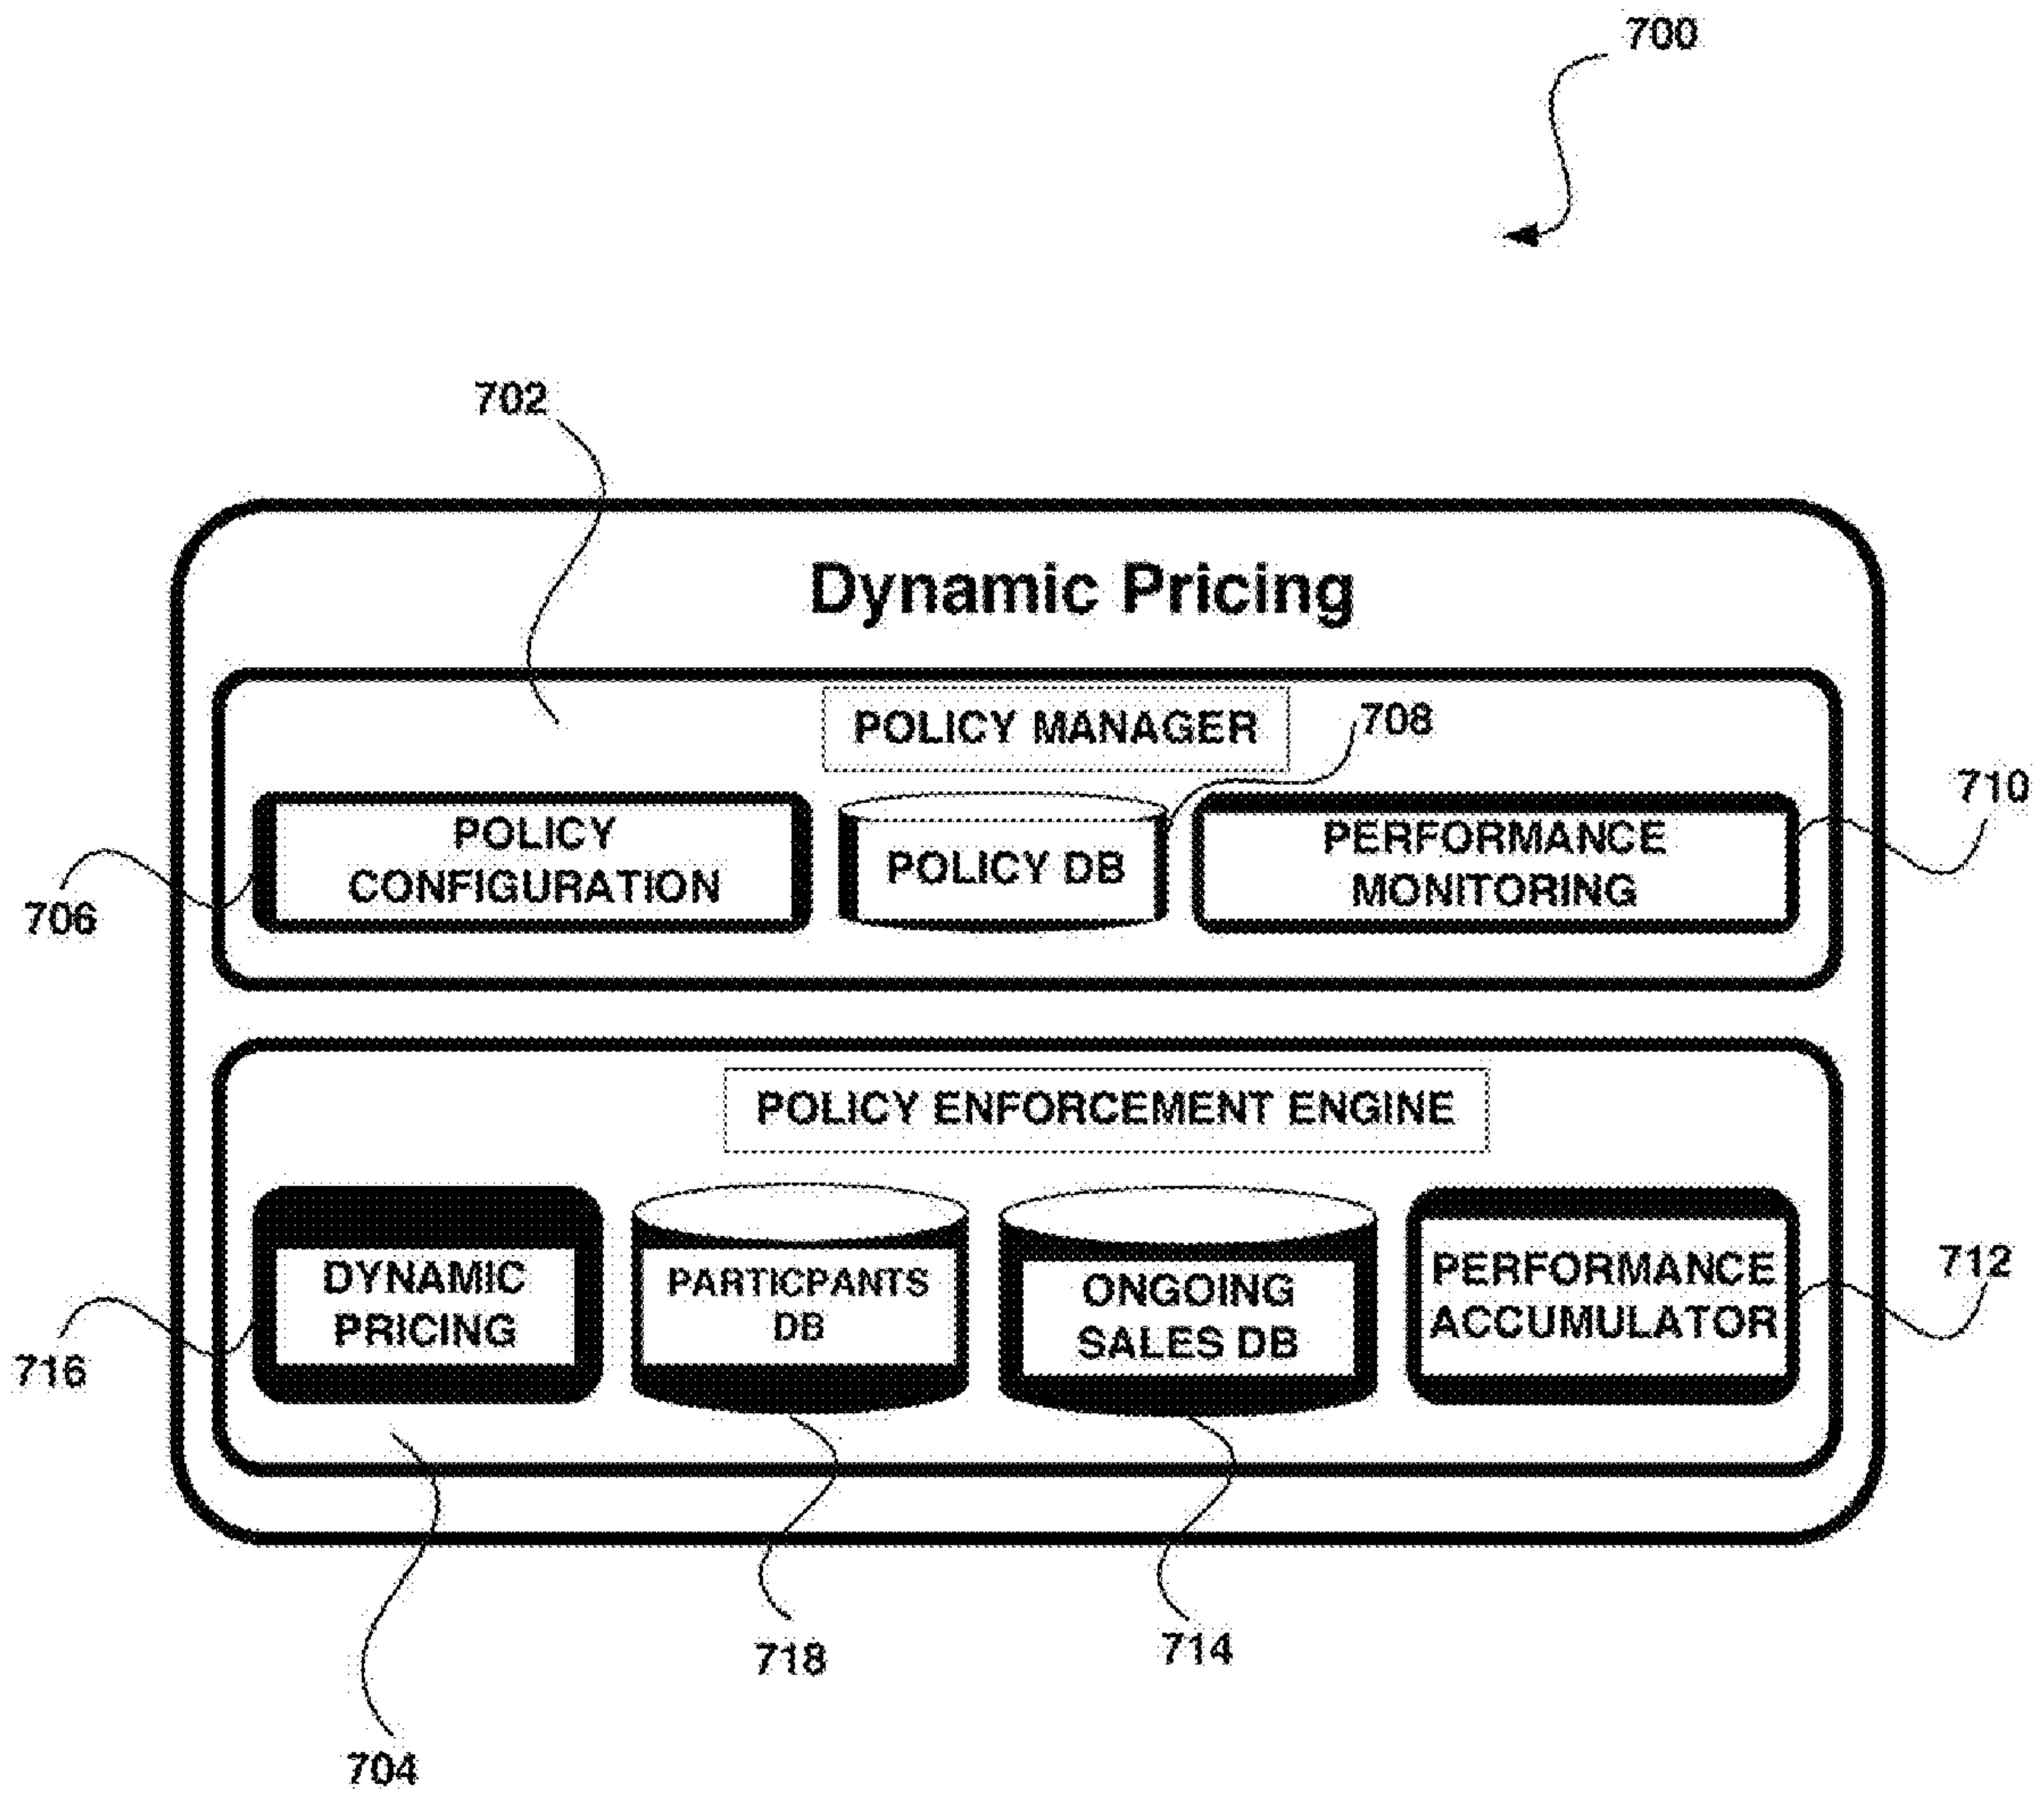 700
702
Dynamic Pricing
POLICY MANAGER
708
710
POLICY
CONFIGURATION
POLICY DB
PERFORMANCE
MONITORING
706
POLICY ENFORCEMENT ENGINE
DYNAMIC
PRICING
PARTICPANTS
DB
ONGOING
SALES DB
PERFORMANCE
ACCUMULATOR
712
716
718
714
704